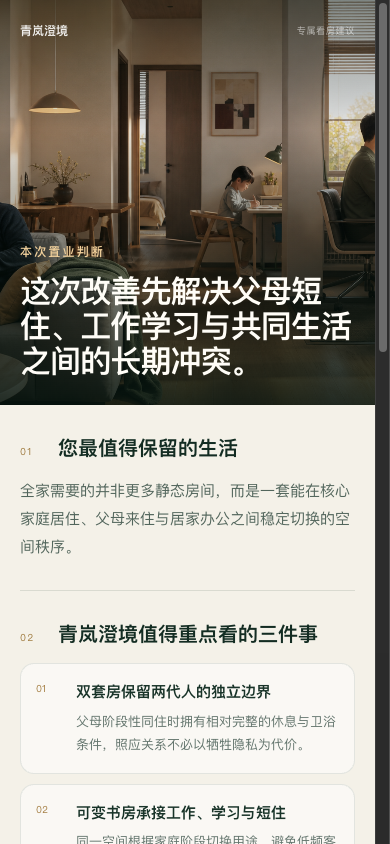 青岚澄境
专属看房建议
本次置业判断
这次改善先解决父母短
住、工作学习与共同生活
之间的长期冲突。
01 您最值得保留的生活
全家需要的并非更多静态房间，而是一套能在核心
家庭居住、父母来住与居家办公之间稳定切换的空
间秩序。
02 青岚澄境值得重点看的三件事
01 双套房保留两代人的独立边界
父母阶段性同住时拥有相对完整的休息与卫浴
条件，照应关系不必以牺牲隐私为代价。
02 可变书房承接工作、学习与短住
同一空间根据家庭阶段切换用途，避免低频客